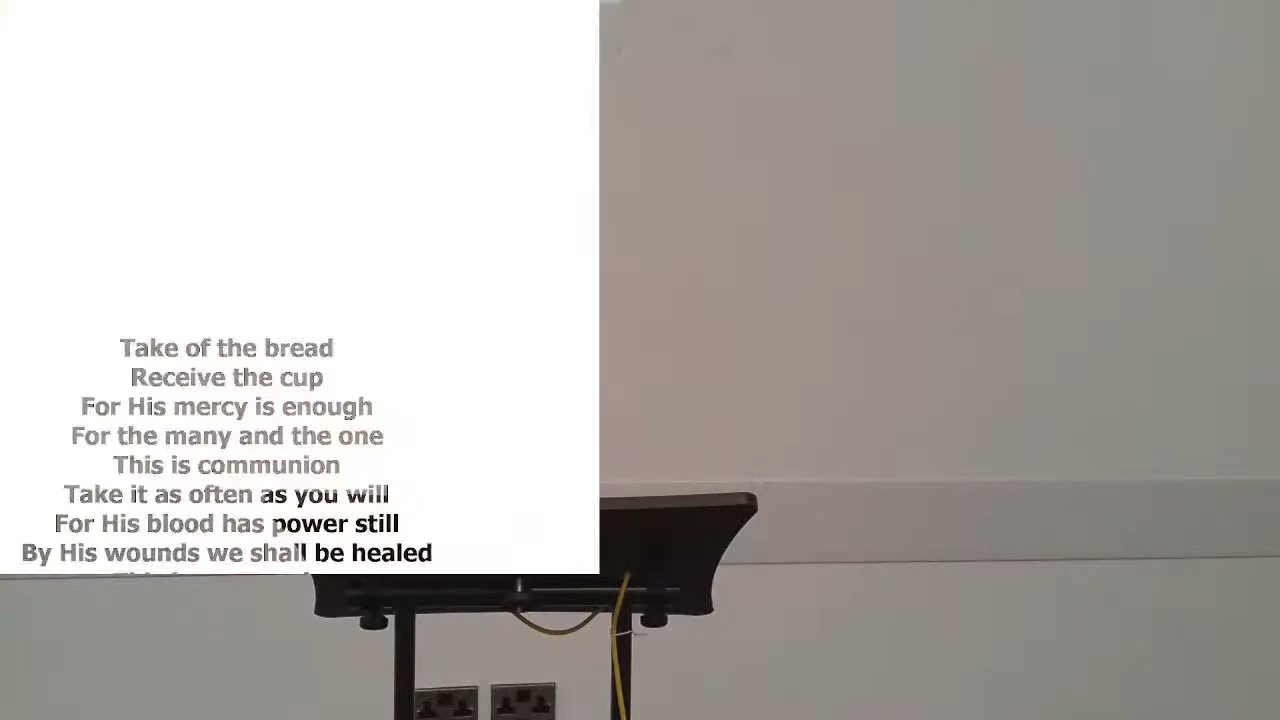 Take of the bread
Receive the cup
For His mercy is enough
For the many and the one
This is communion
Take it as often as you will
For His blood has power still
By His wounds we shall be healed